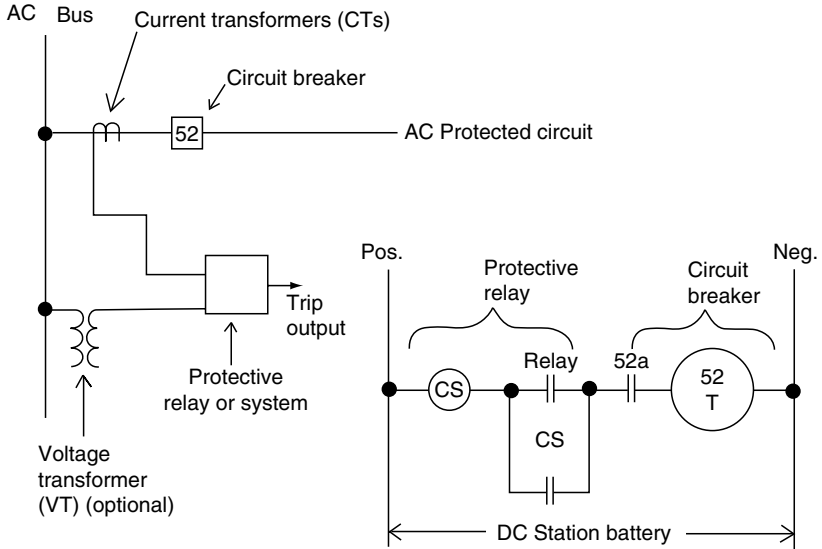 AC Bus
Current transformers (CTs)
Circuit breaker
52
AC Protected circuit
Trip
output
Protective
relay or system
Voltage
transformer
(VT) (optional)
Pos.
Neg.
Protective
relay
Circuit
breaker
Relay
52a
CS
52
T
CS
DC Station battery